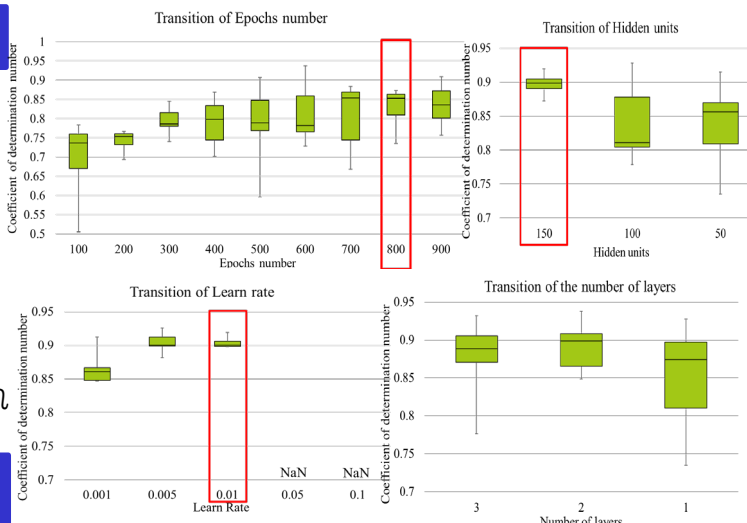 Transition of Epochs number
Coefficient of determination number
1
0.95
0.9
0.85
0.8
0.75
0.7
0.65
0.6
0.55
0.5
100 200 300 400 500 600 700 800 900
Epochs number
Transition of Hidden units
Coefficient of determination number
0.95
0.9
0.85
0.8
0.75
0.7
150 100 50
Hidden units
Transition of Learn rate
Coefficient of determination number
0.95
0.9
0.85
0.8
0.75
0.7
NaN NaN
0.001 0.005 0.01 0.05 0.1
Learn Rate
Transition of the number of layers
Coefficient of determination number
0.95
0.9
0.85
0.8
0.75
0.7
3 2 1
Number of layers